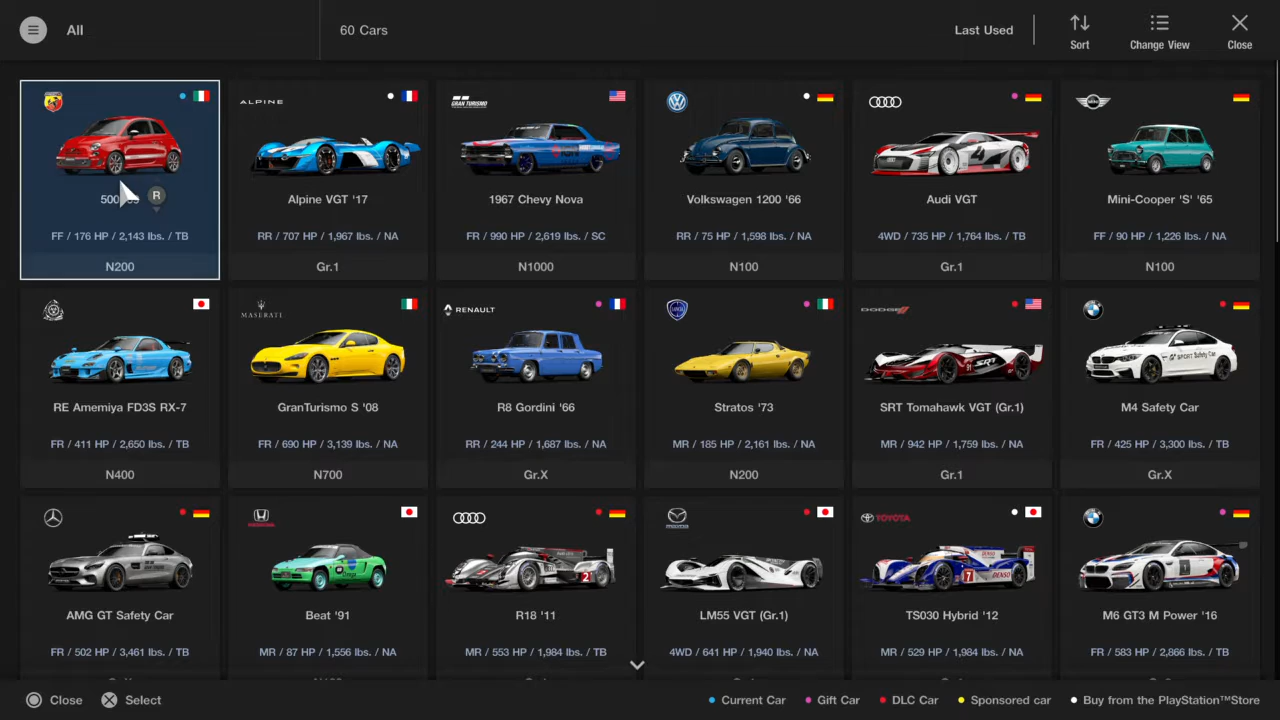 All
60 Cars
Last Used
Sort
Change View
Close
ALPINE
GRAN TURISMO
MINI
500
R
Alpine VGT '17
1967 Chevy Nova
Volkswagen 1200 '66
Audi VGT
Mini-Cooper 'S' '65
FF / 176 HP / 2,143 lbs. / TB
RR / 707 HP / 1,967 lbs. / NA
FR / 990 HP / 2,619 lbs. / SC
RR / 75 HP / 1,598 lbs. / NA
4WD / 735 HP / 1,764 lbs. / TB
FF / 90 HP / 1,226 lbs. / NA
N200
Gr.1
N1000
N100
Gr.1
N100
MASERATI
RENAULT
DODGE
RE Amemiya FD3S RX-7
GranTurismo S '08
R8 Gordini '66
Stratos '73
SRT Tomahawk VGT (Gr.1)
M4 Safety Car
FR / 411 HP / 2,650 lbs. / TB
FR / 690 HP / 3,139 lbs. / NA
RR / 244 HP / 1,687 lbs. / NA
MR / 185 HP / 2,161 lbs. / NA
MR / 942 HP / 1,759 lbs. / NA
FR / 425 HP / 3,300 lbs. / TB
N400
N700
Gr.X
N200
Gr.1
Gr.X
HONDA
mazda
TOYOTA
AMG GT Safety Car
Beat '91
R18 '11
LM55 VGT (Gr.1)
TS030 Hybrid '12
M6 GT3 M Power '16
FR / 502 HP / 3,461 lbs. / TB
MR / 87 HP / 1,556 lbs. / NA
MR / 553 HP / 1,984 lbs. / TB
4WD / 641 HP / 1,940 lbs. / NA
MR / 529 HP / 1,984 lbs. / NA
FR / 583 HP / 2,866 lbs. / TB
Close
Select
Current Car
Gift Car
DLC Car
Sponsored car
Buy from the PlayStation™Store